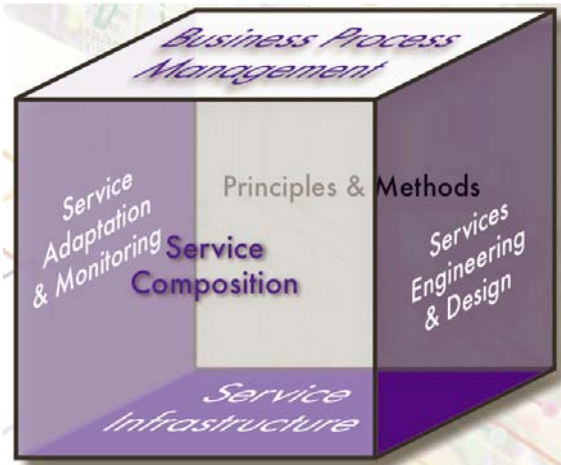 Business Process
Management
Principles & Methods
Service
Adaptation
& Monitoring
Service
Composition
Services
Engineering
& Design
Service
Infrastructure